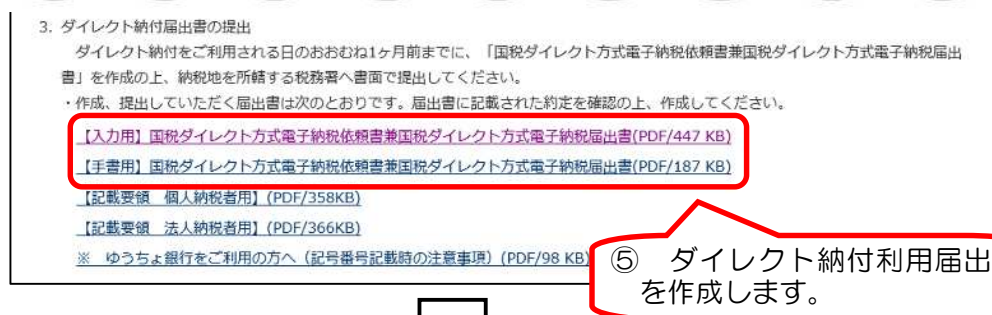 3. ダイレクト納付届出書の提出
ダイレクト納付をご利用される日のおおむね1ヶ月前までに、「国税ダイレクト方式電子納税依頼書兼国税ダイレクト方式電子納税届出
書」を作成の上、納税地を所轄する税務署へ書面で提出してください。
・作成、提出していただく届出書は次のとおりです。届出書に記載された約定を確認の上、作成してください。
【入力用】国税ダイレクト方式電子納税依頼書兼国税ダイレクト方式電子納税届出書(PDF/447 KB)
【手書用】国税ダイレクト方式電子納税依頼書兼国税ダイレクト方式電子納税届出書(PDF/187 KB)
【記載要領　個人納税者用】(PDF/358KB)
【記載要領　法人納税者用】(PDF/366KB)
※　ゆうちょ銀行をご利用の方へ（記号番号記載時の注意事項）(PDF/98 KB)
⑤　ダイレクト納付利用届出
を作成します。